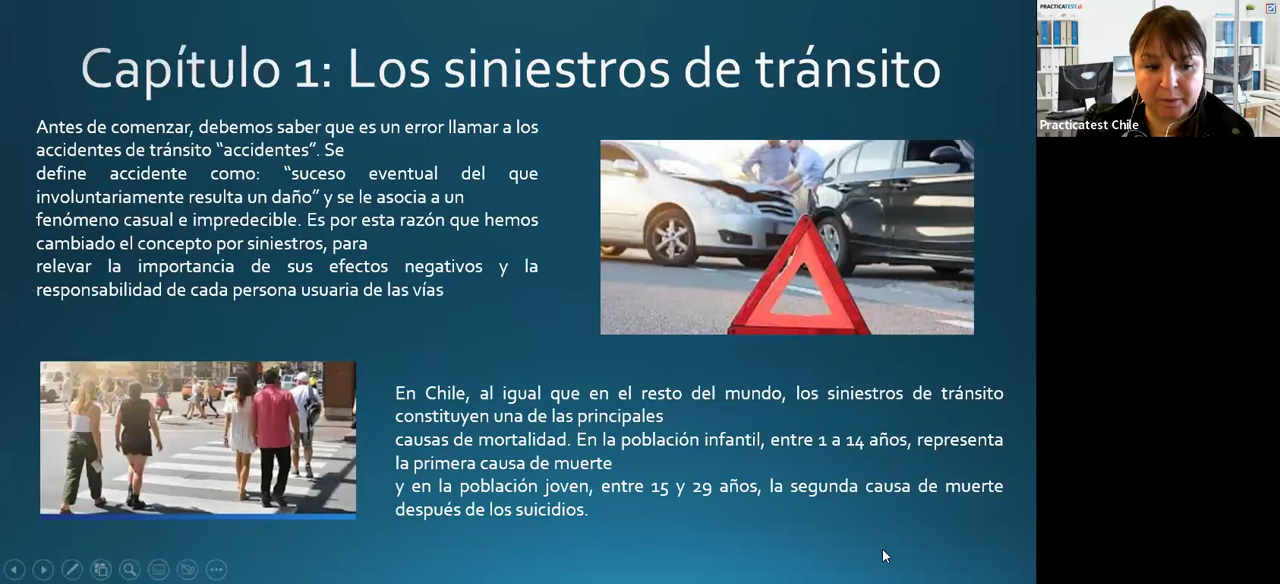 Capítulo 1: Los siniestros de tránsito
Antes de comenzar, debemos saber que es un error llamar a los
accidentes de tránsito “accidentes”. Se
define accidente como: “suceso eventual del que
involuntariamente resulta un daño” y se le asocia a un
fenómeno casual e impredecible. Es por esta razón que hemos
cambiado el concepto por siniestros, para
relevar la importancia de sus efectos negativos y la
responsabilidad de cada persona usuaria de las vías
En Chile, al igual que en el resto del mundo, los siniestros de tránsito
constituyen una de las principales
causas de mortalidad. En la población infantil, entre 1 a 14 años, representa
la primera causa de muerte
y en la población joven, entre 15 y 29 años, la segunda causa de muerte
después de los suicidios.
PRACTICATEST.cl
Practicatest Chile